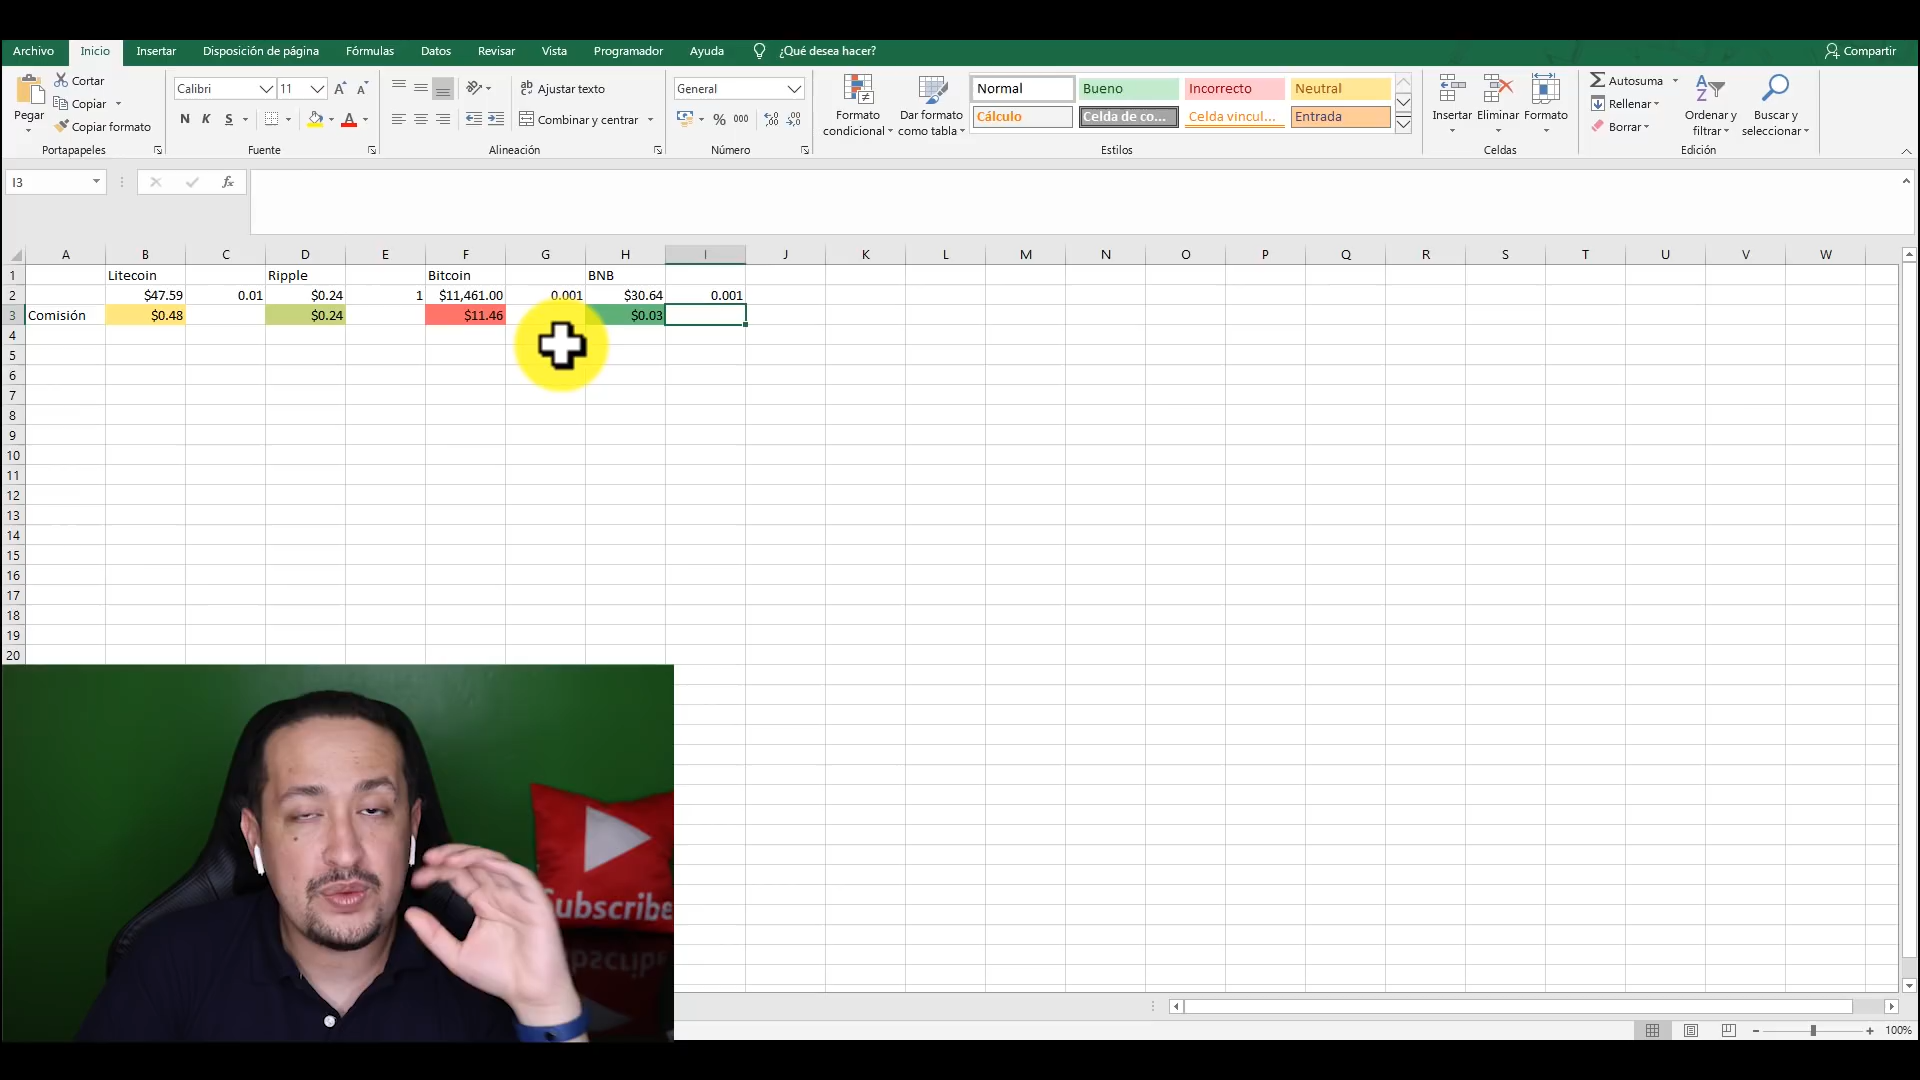 Archivo Inicio Insertar Disposición de página Fórmulas Datos Revisar Vista Programador Ayuda ¿Qué desea hacer? Compartir
Pegar
Cortar
Copiar
Copiar formato
Portapapeles
Calibri 11
N K S
Fuente
Ajustar texto
Combinar y centrar
Alineación
General
% 000
Número
Formato condicional
Dar formato como tabla
Normal Bueno Incorrecto Neutral
Cálculo Celda de co... Celda vincul... Entrada
Estilos
Insertar Eliminar Formato
Celdas
Autosuma
Rellenar
Borrar
Ordenar y filtrar
Buscar y seleccionar
Edición
I3 fx
A B C D E F G H I J K L M N O P Q R S T U V W
1 Litecoin Ripple Bitcoin BNB
2 $47.59 0.01 $0.24 1 $11,461.00 0.001 $30.64 0.001
3 Comisión $0.48 $0.24 $11.46 $0.03
4
5
6
7
8
9
10
11
12
13
14
15
16
17
18
19
20
Subscribe
100%